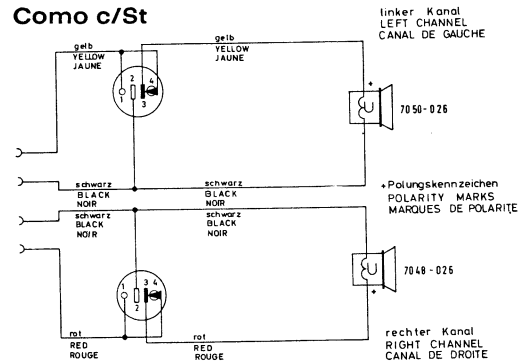 Como c/St
linker Kanal
LEFT CHANNEL
CANAL DE GAUCHE
gelb
YELLOW
JAUNE
gelb
YELLOW
JAUNE
2
4
1
3
+
7050-026
schwarz
BLACK
NOIR
schwarz
BLACK
NOIR
+Polungskennzeichen
POLARITY MARKS
MARQUES DE POLARITE
schwarz
BLACK
NOIR
schwarz
BLACK
NOIR
1
3 4
2
7048-026
+
rot
RED
ROUGE
rot
RED
ROUGE
rechter Kanal
RIGHT CHANNEL
CANAL DE DROITE